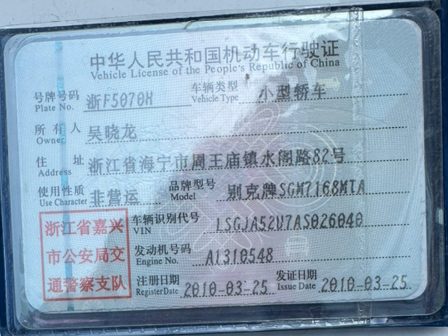 中华人民共和国机动车行驶证
Vehicle License of the People's Republic of China
号牌号码 浙F5070H 车辆类型 小型轿车
Plate No. Vehicle Type
所有人 吴晓龙
Owner
住址 浙江省海宁市周王庙镇水阁路82号
Address
使用性质 非营运 品牌型号 别克牌SGM7168MTA
Use Character Model
浙江省嘉兴
市公安局交
通警察支队
车辆识别代号 LSGJA52U7AS026040
VIN
发动机号码 A1310548
Engine No.
注册日期 2010-03-25 发证日期 2010-03-25
Register Date Issue Date